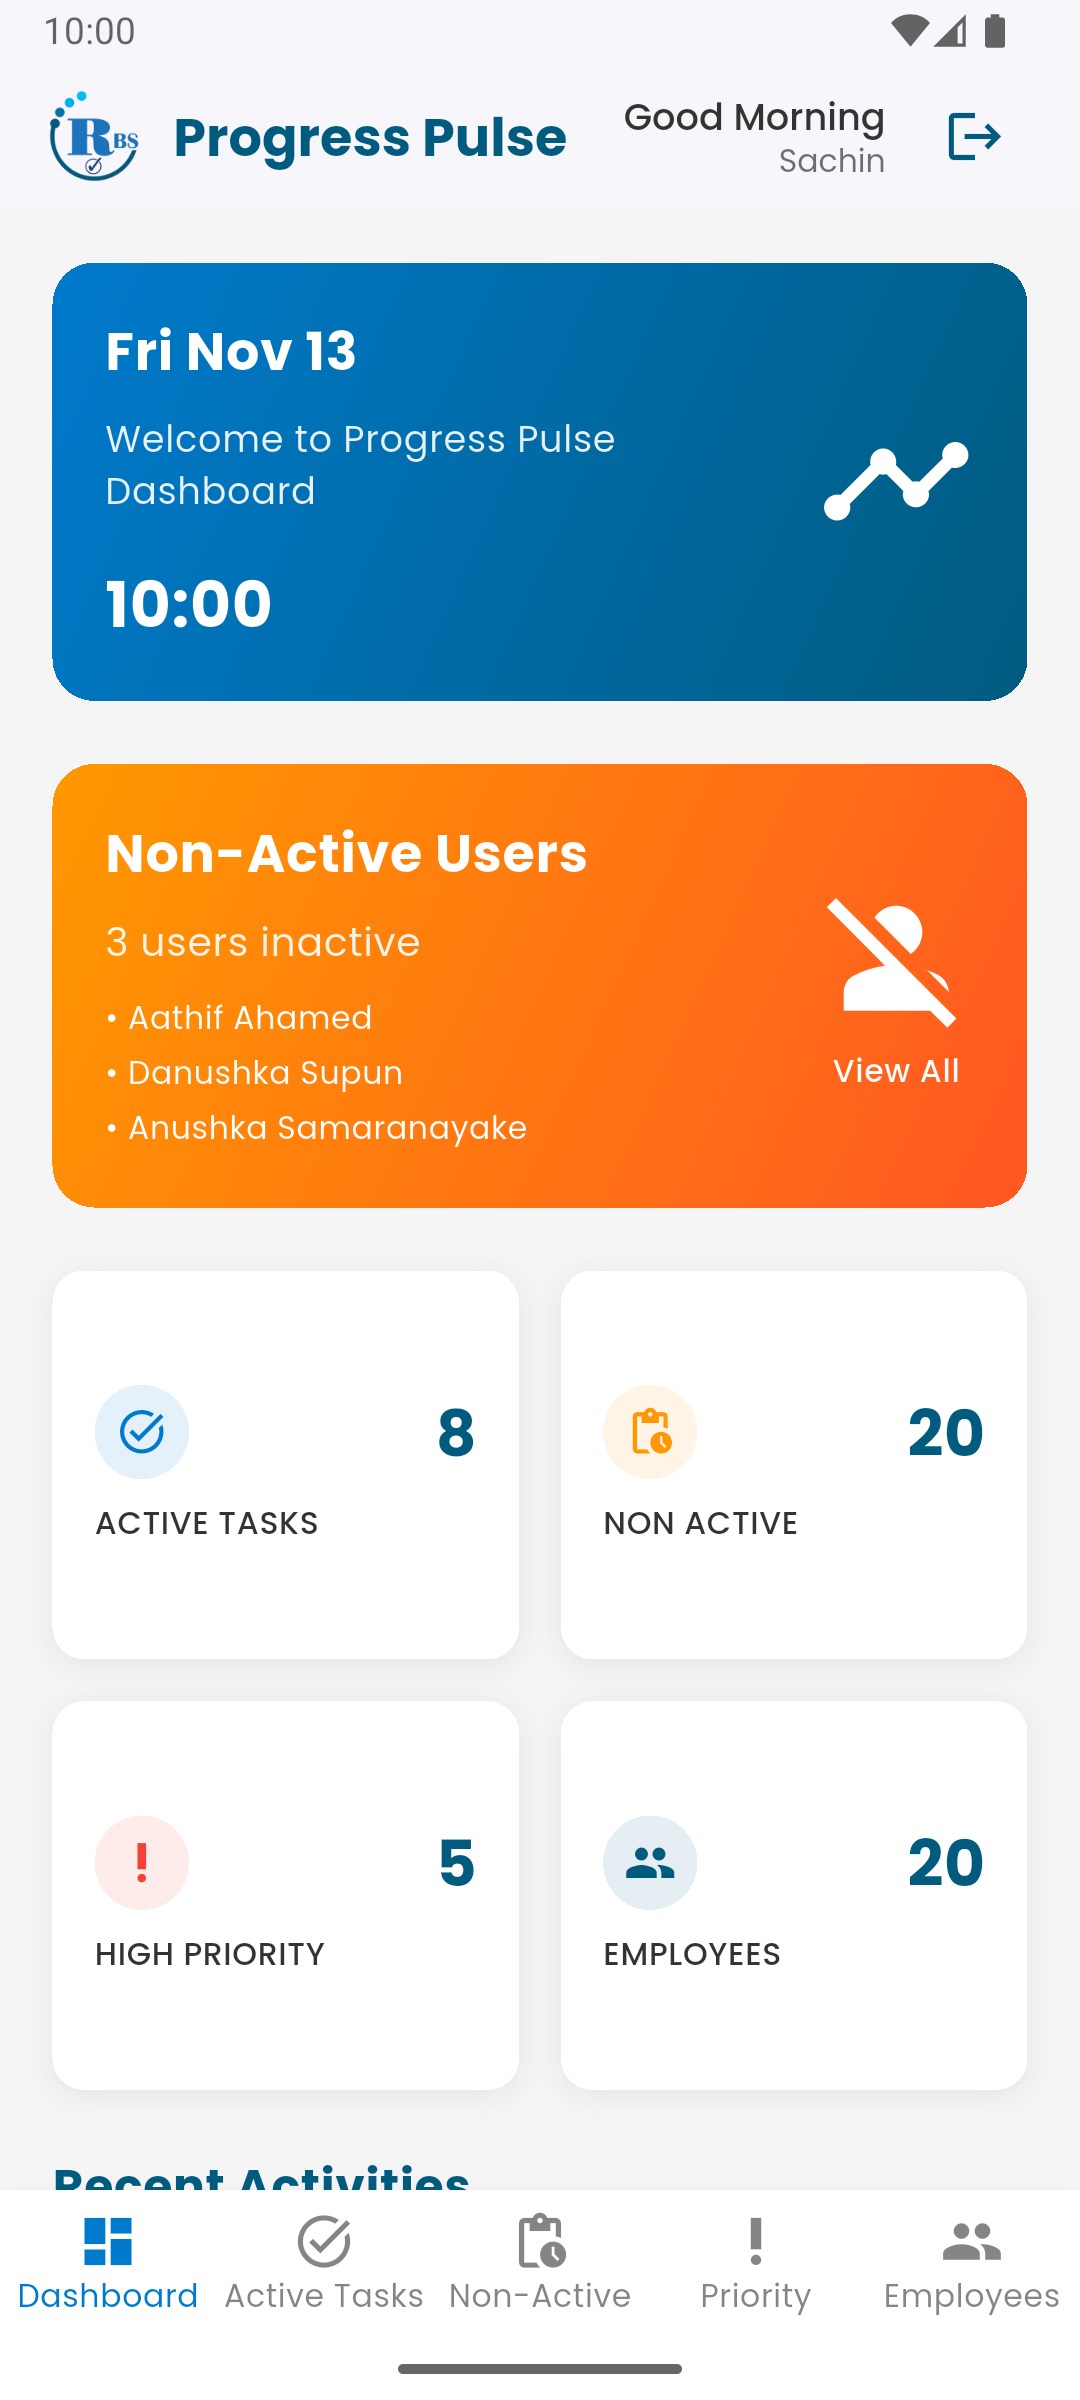 10:00
RBS
Progress Pulse
Good Morning
Sachin
Fri Nov 13
Welcome to Progress Pulse
Dashboard
10:00
Non-Active Users
3 users inactive
• Aathif Ahamed
• Danushka Supun
• Anushka Samaranayake
View All
8
ACTIVE TASKS
20
NON ACTIVE
5
HIGH PRIORITY
20
EMPLOYEES
Recent Activities
Dashboard
Active Tasks
Non-Active
Priority
Employees